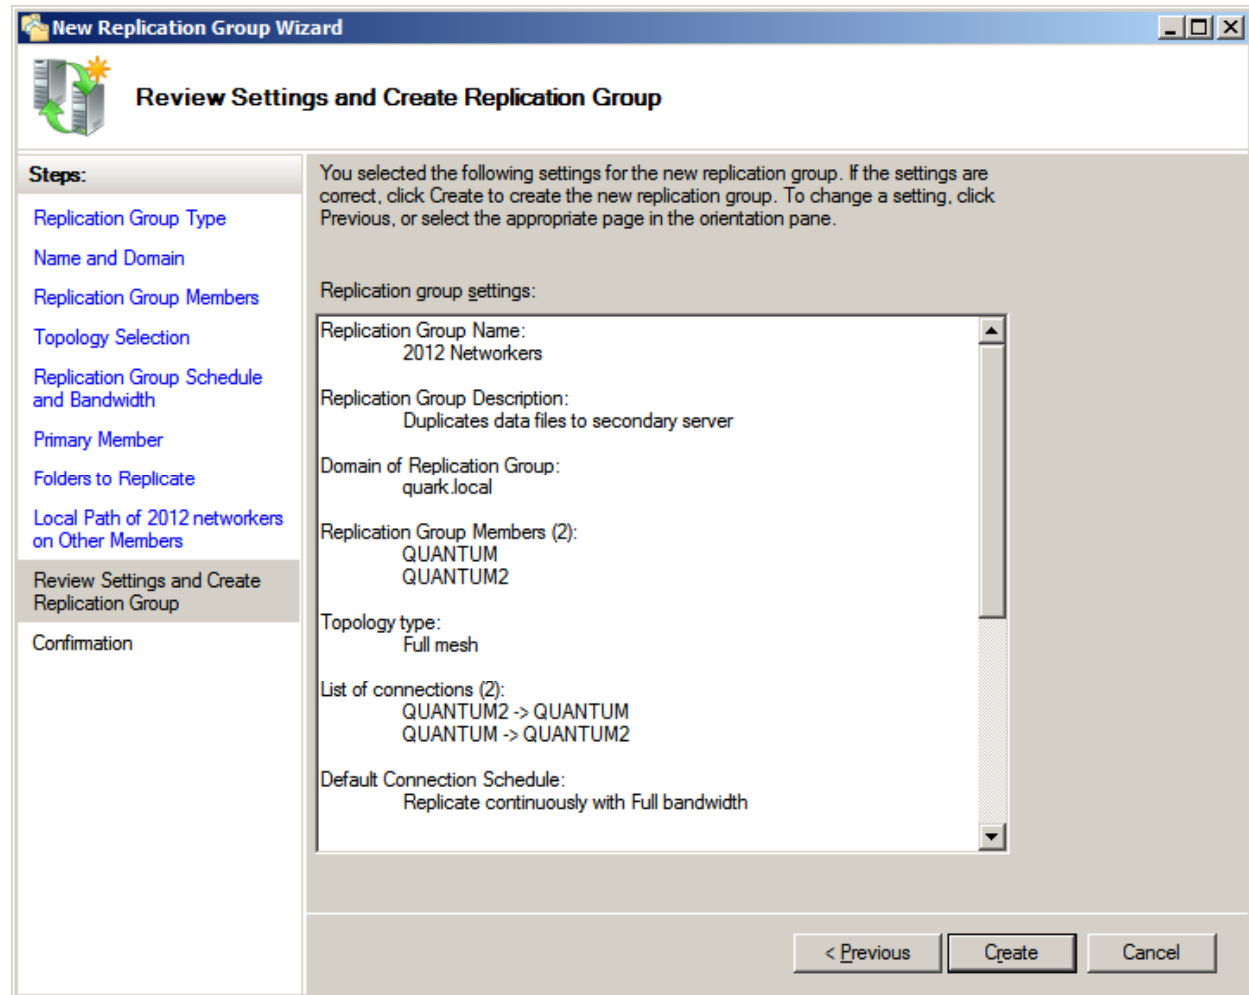 New Replication Group Wizard
Review Settings and Create Replication Group
Steps:
Replication Group Type
Name and Domain
Replication Group Members
Topology Selection
Replication Group Schedule
and Bandwidth
Primary Member
Folders to Replicate
Local Path of 2012 networkers
on Other Members
Review Settings and Create
Replication Group
Confirmation
You selected the following settings for the new replication group. If the settings are
correct, click Create to create the new replication group. To change a setting, click
Previous, or select the appropriate page in the orientation pane.
Replication group settings:
Replication Group Name:
2012 Networkers
Replication Group Description:
Duplicates data files to secondary server
Domain of Replication Group:
quark.local
Replication Group Members (2):
QUANTUM
QUANTUM2
Topology type:
Full mesh
List of connections (2):
QUANTUM2 -> QUANTUM
QUANTUM -> QUANTUM2
Default Connection Schedule:
Replicate continuously with Full bandwidth
< Previous
Create
Cancel